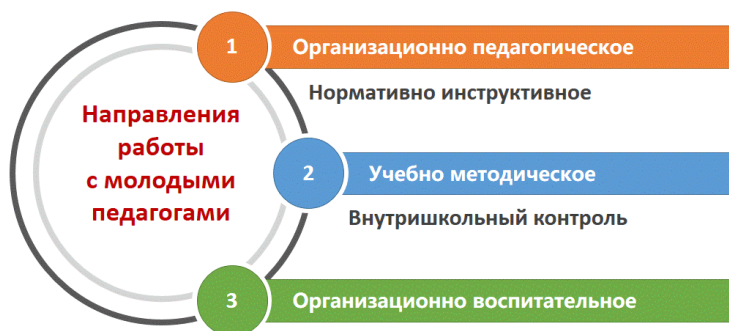 Направления
работы
с молодыми
педагогами
1
Организационно педагогическое
Нормативно инструктивное
2
Учебно методическое
Внутришкольный контроль
3
Организационно воспитательное